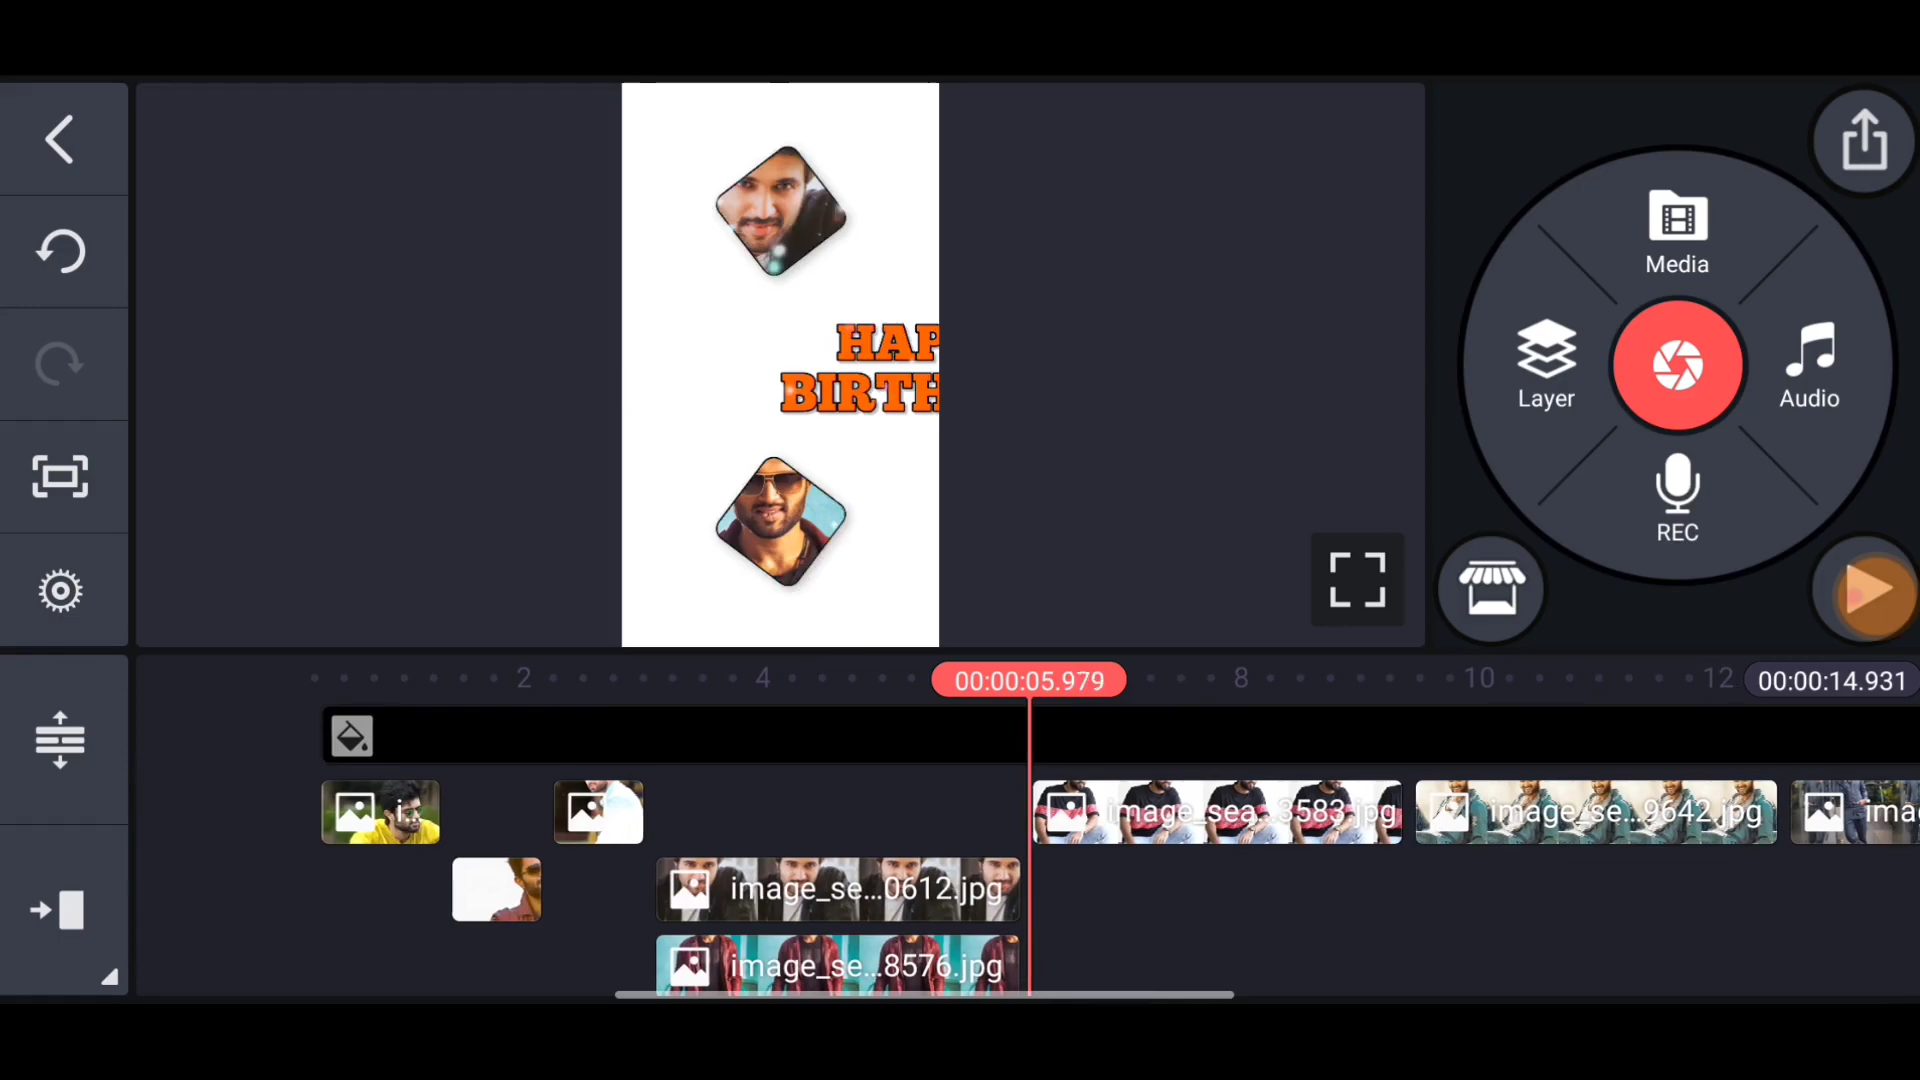 HAP
BIRTH
Media
Layer
Audio
REC
2
4
00:00:05.979
8
10
12
00:00:14.931
i..
image_sea...3583.jpg
image_se...9642.jpg
imag
image_se...0612.jpg
image_se...8576.jpg